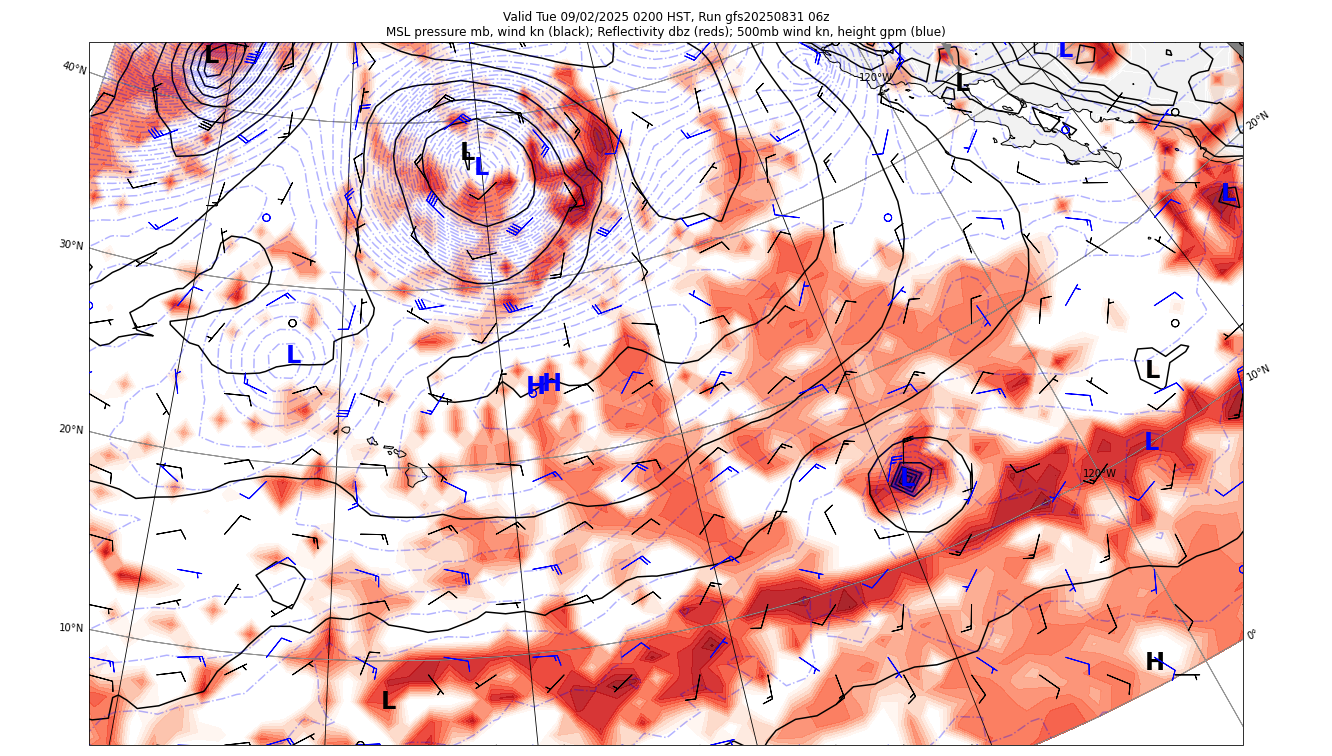 Valid Tue 09/02/2025 0200 HST, Run gfs20250831 06z
MSL pressure mb, wind kn (black); Reflectivity dbz (reds); 500mb wind kn, height gpm (blue)
L
L
L
40°N
120°W
20°N
L
L
L
30°N
L
L
10°N
H H
20°N
L
120°W
10°N
0°
H
L